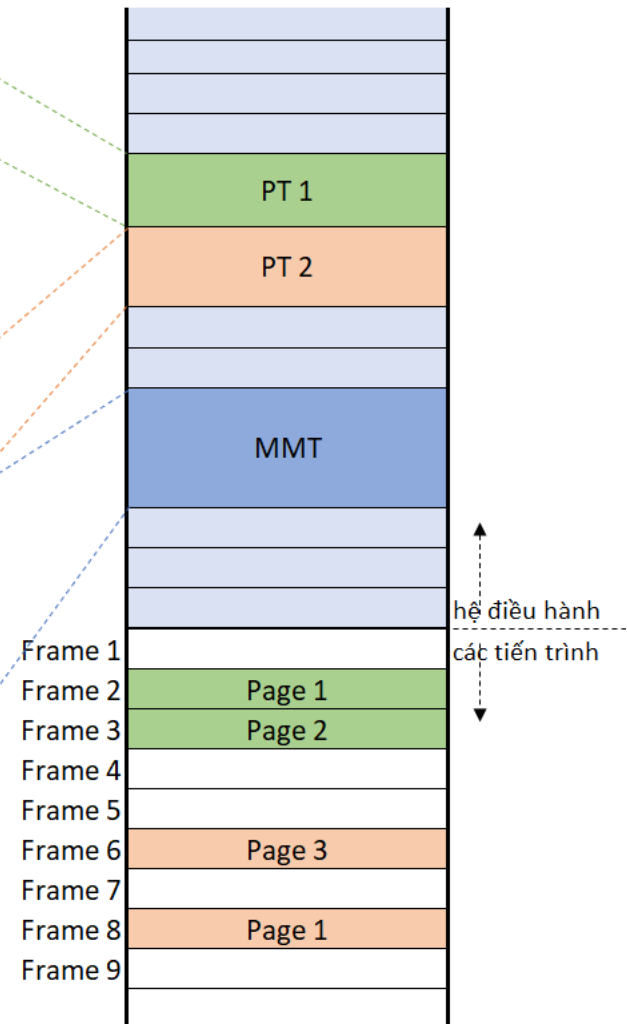 PT 1
PT 2
MMT
hệ điều hành
các tiến trình
Frame 1
Frame 2
Page 1
Frame 3
Page 2
Frame 4
Frame 5
Frame 6
Page 3
Frame 7
Frame 8
Page 1
Frame 9